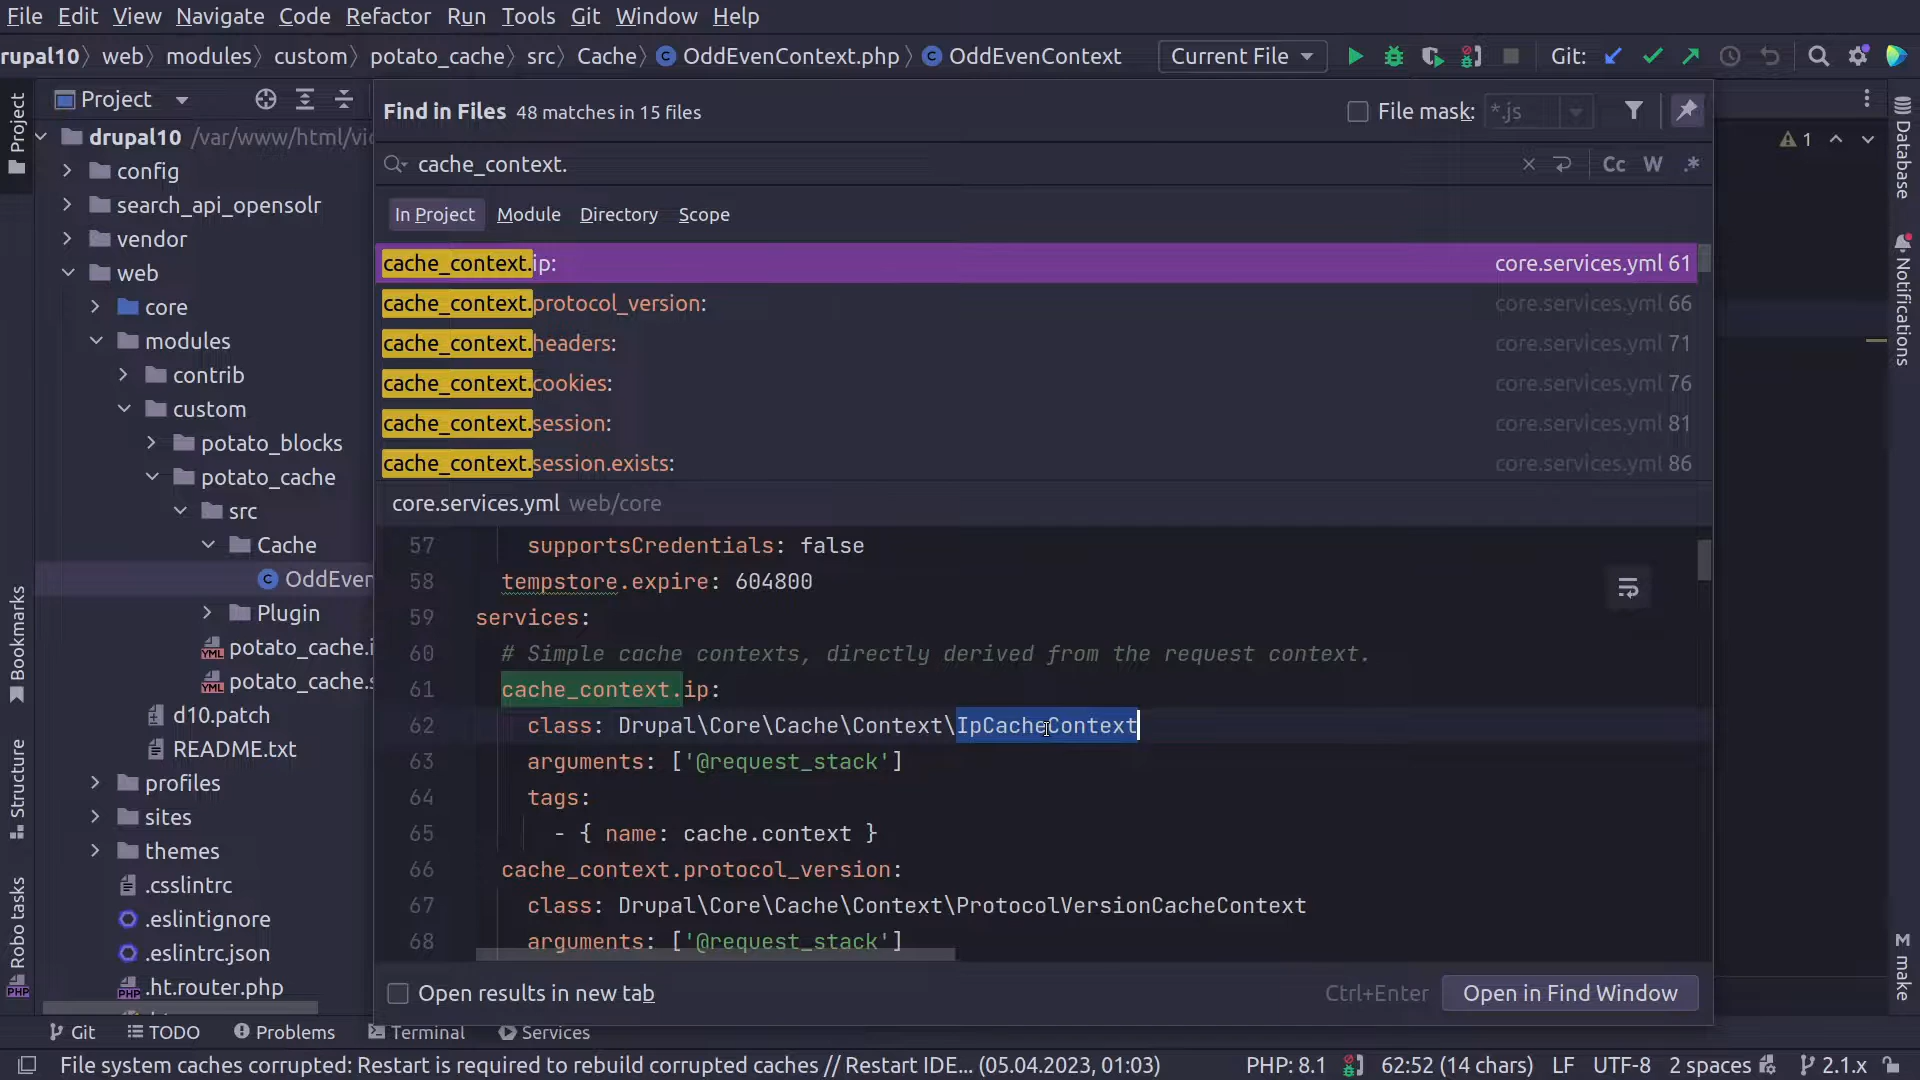 File Edit View Navigate Code Refactor Run Tools Git Window Help
rupal10 web modules custom potato_cache src Cache OddEvenContext.php OddEvenContext Current File Git:
Project
Project
Find in Files 48 matches in 15 files File mask: *.js
drupal10 /var/www/html/vi
config
search_api_opensolr
vendor
web
core
modules
contrib
custom
potato_blocks
potato_cache
src
Cache
OddEven
Plugin
potato_cache.i
potato_cache.s
d10.patch
README.txt
profiles
sites
themes
.csslintrc
.eslintignore
.eslintrc.json
.ht.router.php
cache_context. Cc W .*
In Project Module Directory Scope
cache_context.ip: core.services.yml 61
cache_context.protocol_version: core.services.yml 66
cache_context.headers: core.services.yml 71
cache_context.cookies: core.services.yml 76
cache_context.session: core.services.yml 81
cache_context.session.exists: core.services.yml 86
core.services.yml web/core
57 supportsCredentials: false
58 tempstore.expire: 604800
59 services:
60 # Simple cache contexts, directly derived from the request context.
61 cache_context.ip:
62 class: Drupal\Core\Cache\Context\IpCacheContext
63 arguments: ['@request_stack']
64 tags:
65 - { name: cache.context }
66 cache_context.protocol_version:
67 class: Drupal\Core\Cache\Context\ProtocolVersionCacheContext
68 arguments: ['@request_stack']
Open results in new tab Ctrl+Enter Open in Find Window
1
Database
Notifications
M make
Bookmarks
Structure
Robo tasks
PHP
Git TODO Problems Terminal Services
File system caches corrupted: Restart is required to rebuild corrupted caches // Restart IDE... (05.04.2023, 01:03) PHP: 8.1 62:52 (14 chars) LF UTF-8 2 spaces 2.1.x